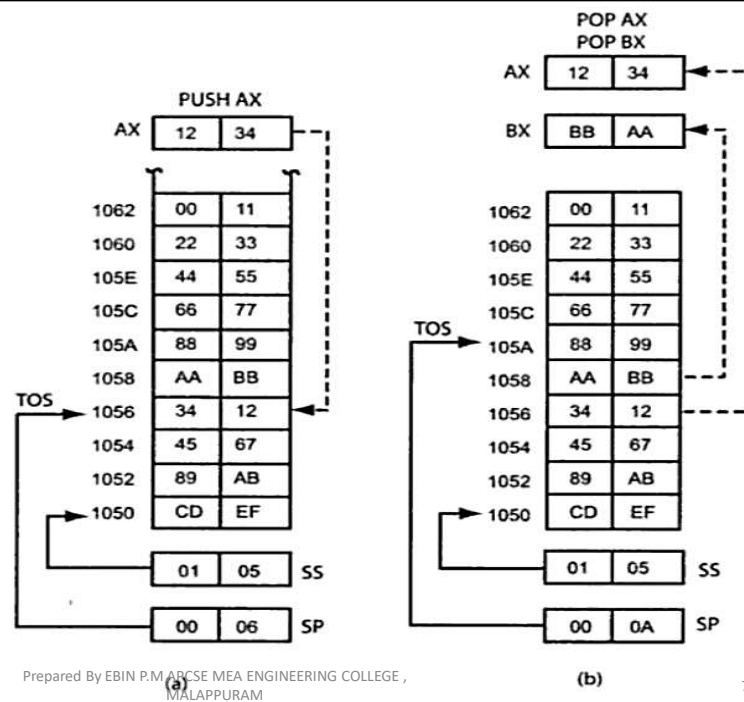 PUSH AX
AX 12 34
1062 00 11
1060 22 33
105E 44 55
105C 66 77
105A 88 99
1058 AA BB
TOS 1056 34 12
1054 45 67
1052 89 AB
1050 CD EF
01 05 SS
00 06 SP
(a)
POP AX
POP BX
AX 12 34
BX BB AA
1062 00 11
1060 22 33
105E 44 55
105C 66 77
TOS 105A 88 99
1058 AA BB
1056 34 12
1054 45 67
1052 89 AB
1050 CD EF
01 05 SS
00 0A SP
(b)
Prepared By EBIN P.M APCSE MEA ENGINEERING COLLEGE ,
MALAPPURAM